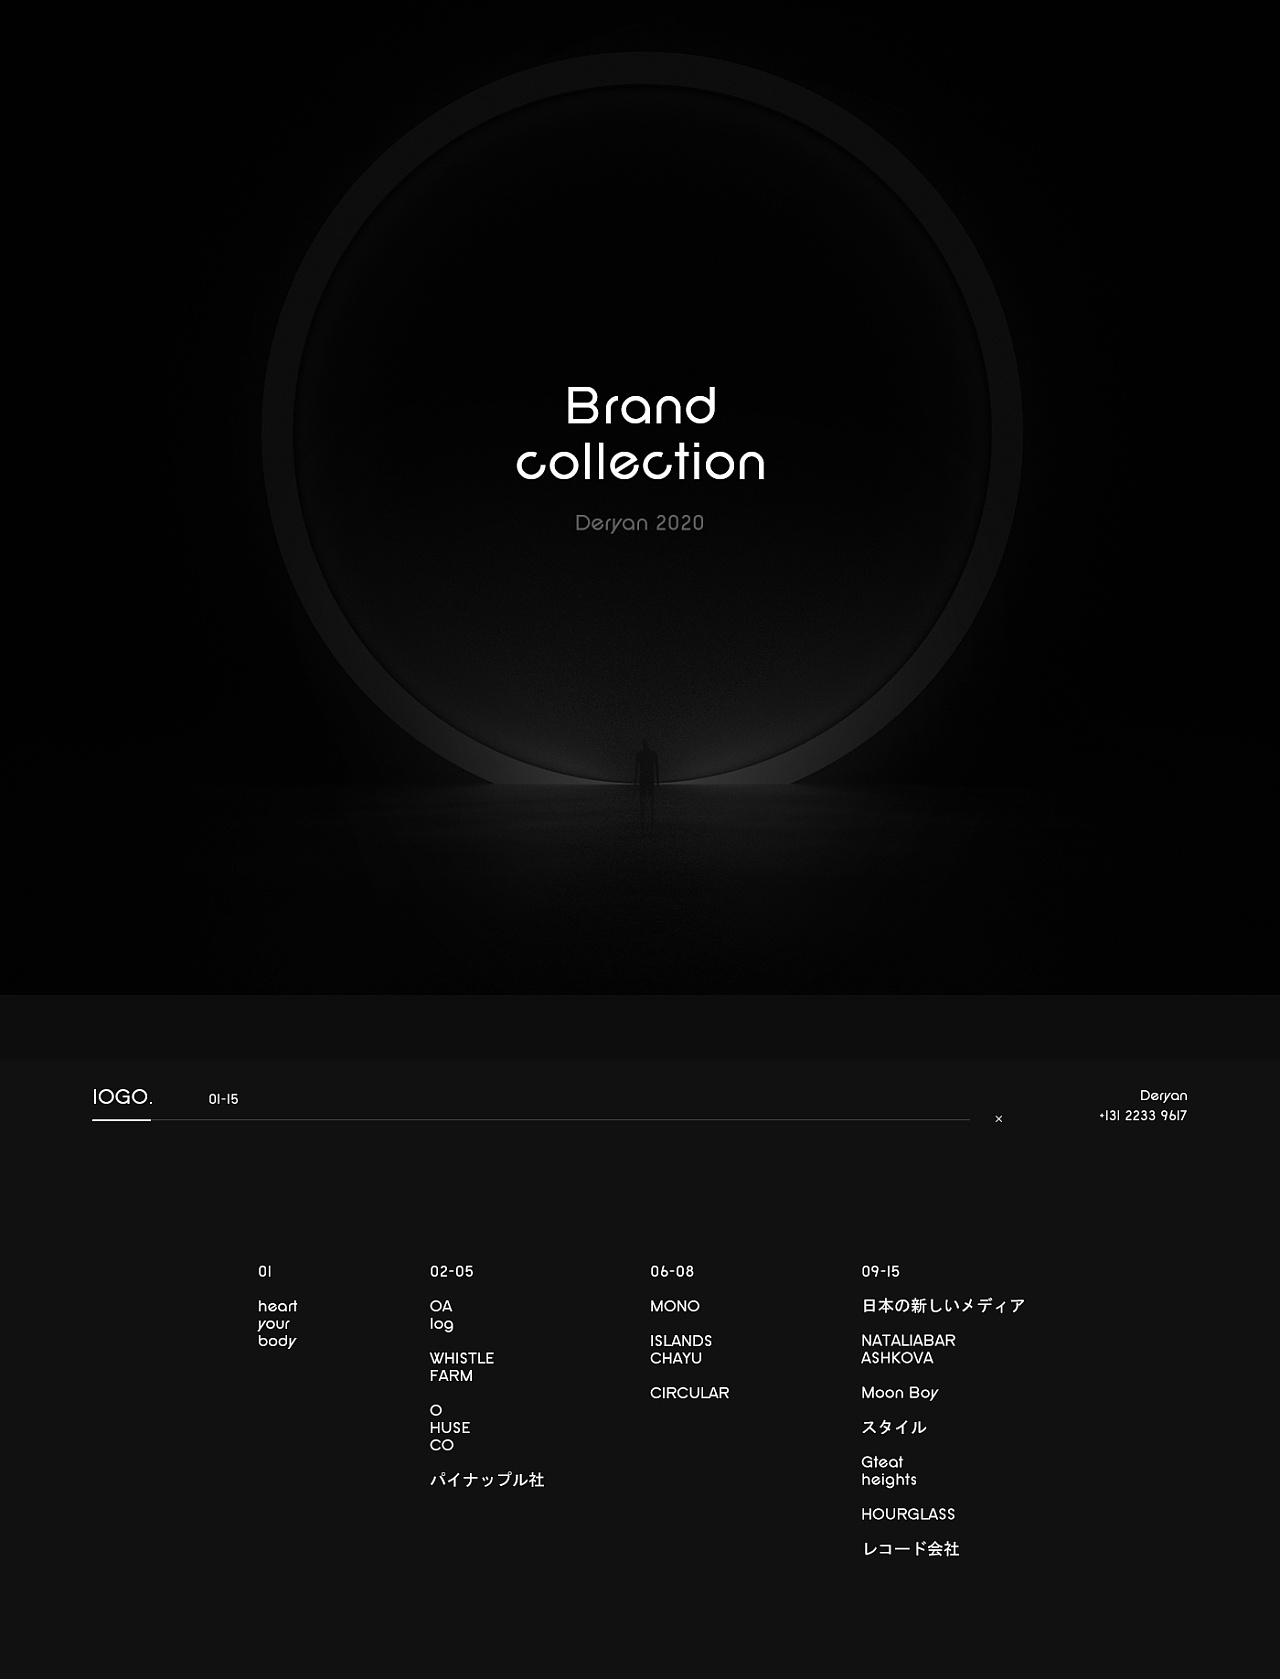 Brand
collection
Deryan 2020
lOGO.
01-15
×
Deryan
+131 2233 9617
01
heart
your
body
02-05
OA
log
WHISTLE
FARM
O
HUSE
CO
パイナップル社
06-08
MONO
ISLANDS
CHAYU
CIRCULAR
09-15
日本の新しいメディア
NATALIABAR
ASHKOVA
Moon Boy
スタイル
Gteat
heights
HOURGLASS
レコード会社